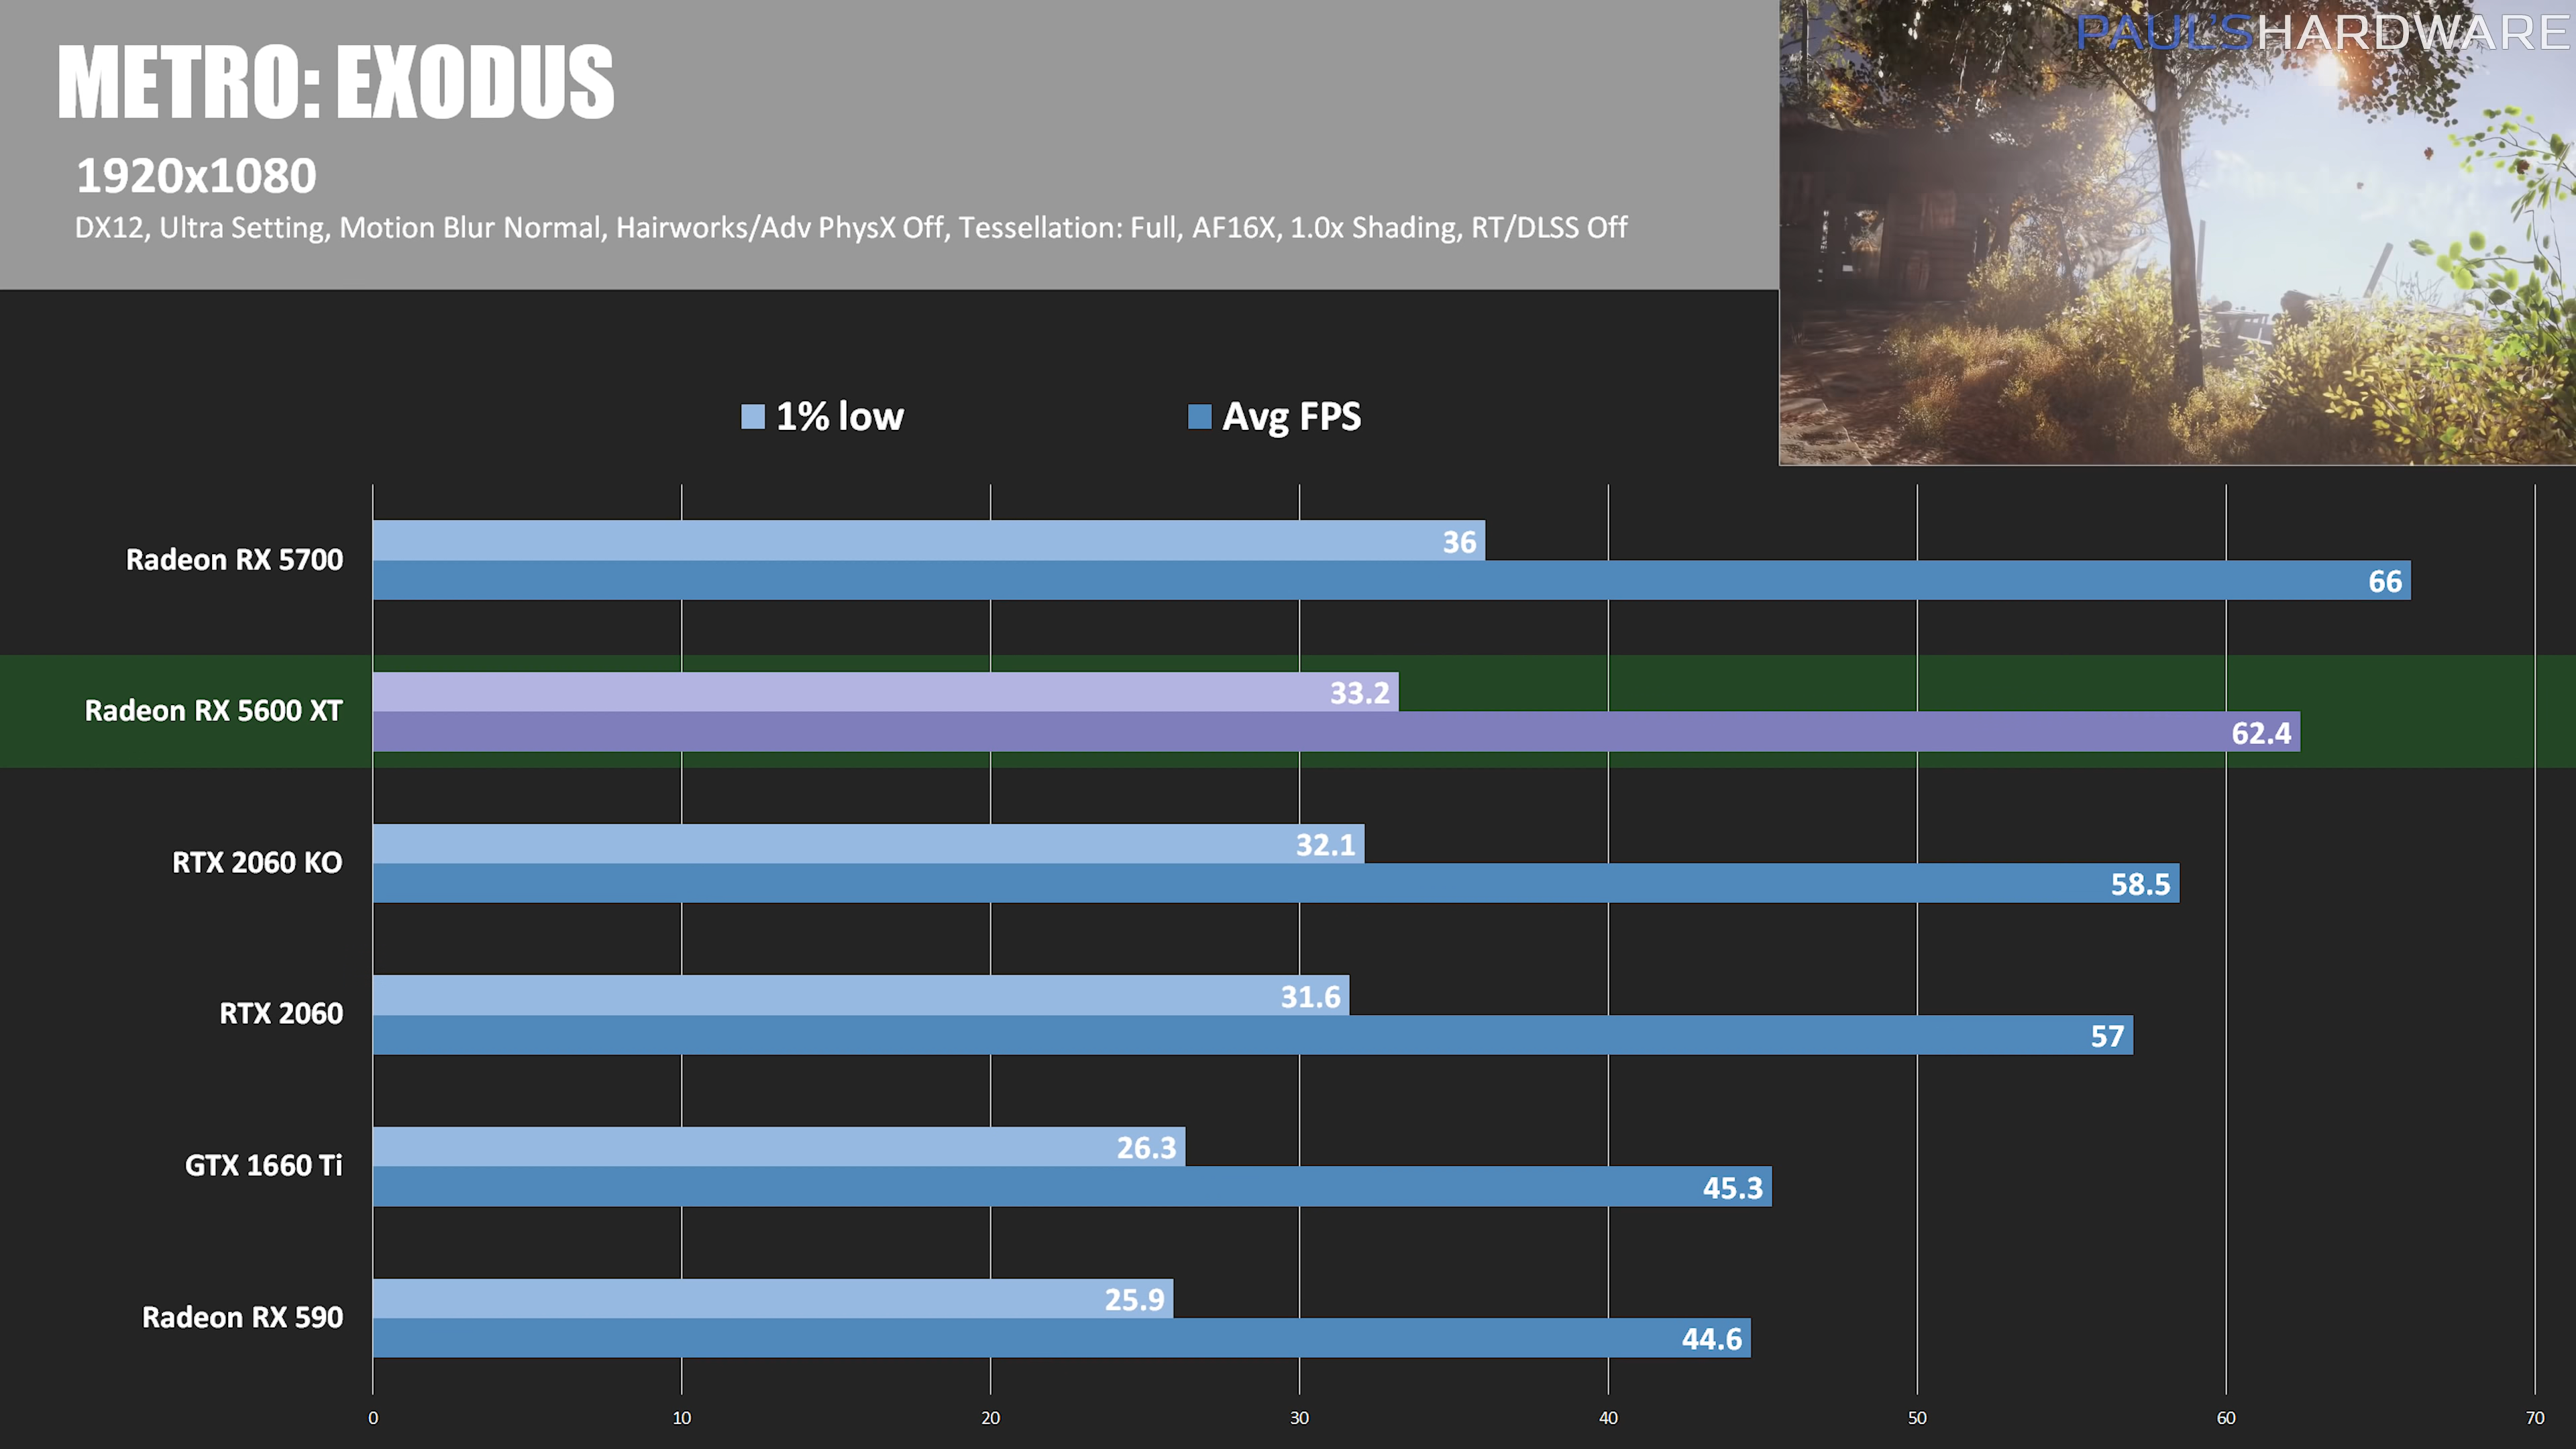 PAUL'SHARDWARE
METRO: EXODUS
1920x1080
DX12, Ultra Setting, Motion Blur Normal, Hairworks/Adv PhysX Off, Tessellation: Full, AF16X, 1.0x Shading, RT/DLSS Off
1% low Avg FPS
Radeon RX 5700
36
66
Radeon RX 5600 XT
33.2
62.4
RTX 2060 KO
32.1
58.5
RTX 2060
31.6
57
GTX 1660 Ti
26.3
45.3
Radeon RX 590
25.9
44.6
0 10 20 30 40 50 60 70